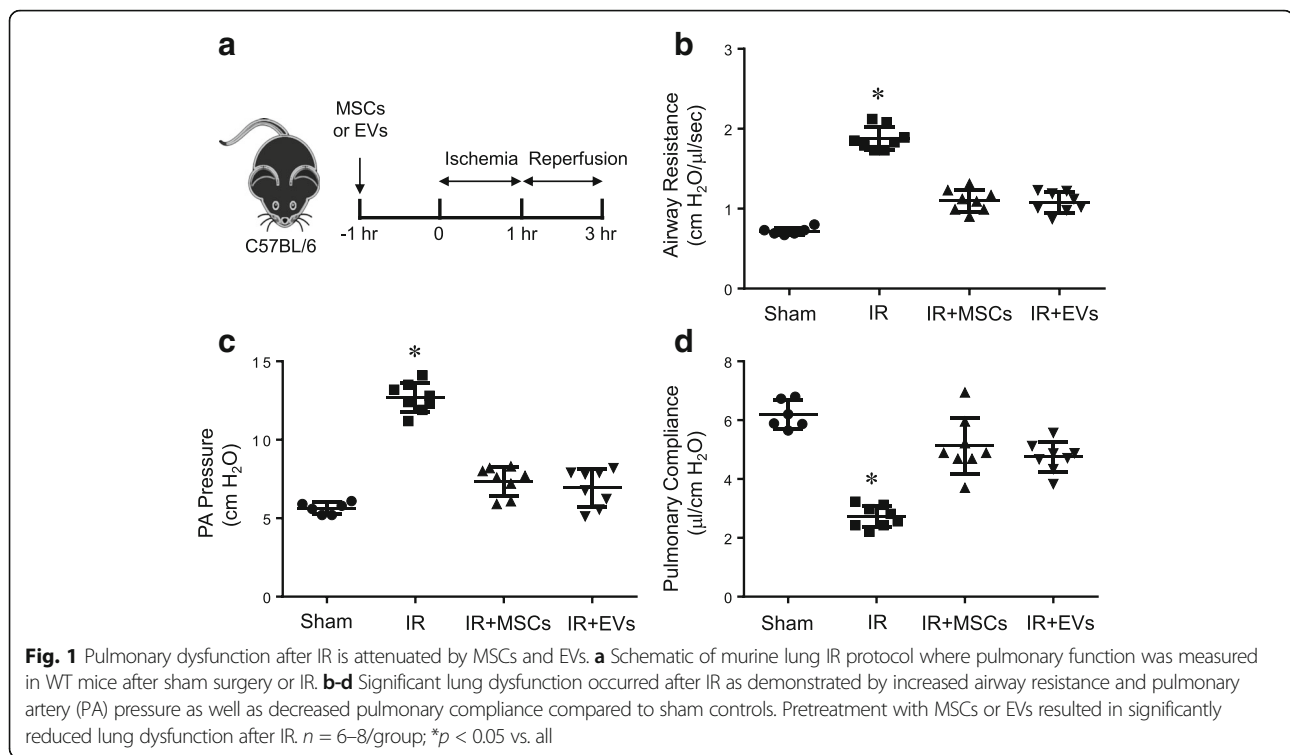 a
MSCs
or EVs
Ischemia Reperfusion
C57BL/6
-1 hr 0 1 hr 3 hr
b
Airway Resistance
(cm H₂O/µl/sec)
3
2
1
0
*
Sham IR IR+MSCs IR+EVs
c
PA Pressure
(cm H₂O)
15
10
5
0
*
Sham IR IR+MSCs IR+EVs
d
Pulmonary Compliance
(µl/cm H₂O)
8
6
4
2
0
*
Sham IR IR+MSCs IR+EVs
Fig. 1 Pulmonary dysfunction after IR is attenuated by MSCs and EVs. a Schematic of murine lung IR protocol where pulmonary function was measured
in WT mice after sham surgery or IR. b-d Significant lung dysfunction occurred after IR as demonstrated by increased airway resistance and pulmonary
artery (PA) pressure as well as decreased pulmonary compliance compared to sham controls. Pretreatment with MSCs or EVs resulted in significantly
reduced lung dysfunction after IR. n = 6–8/group; *p < 0.05 vs. all